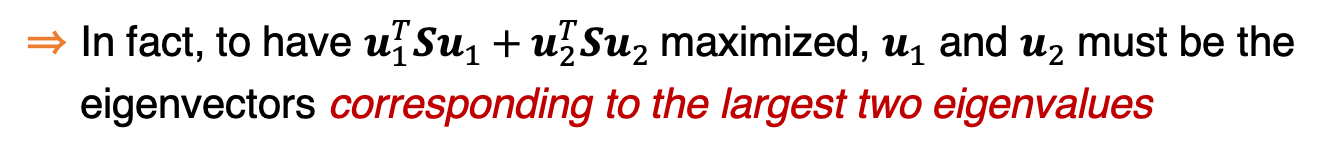 ⇒ In fact, to have 𝒖₁ᵀ𝑺𝒖₁ + 𝒖₂ᵀ𝑺𝒖₂ maximized, 𝒖₁ and 𝒖₂ must be the
eigenvectors corresponding to the largest two eigenvalues